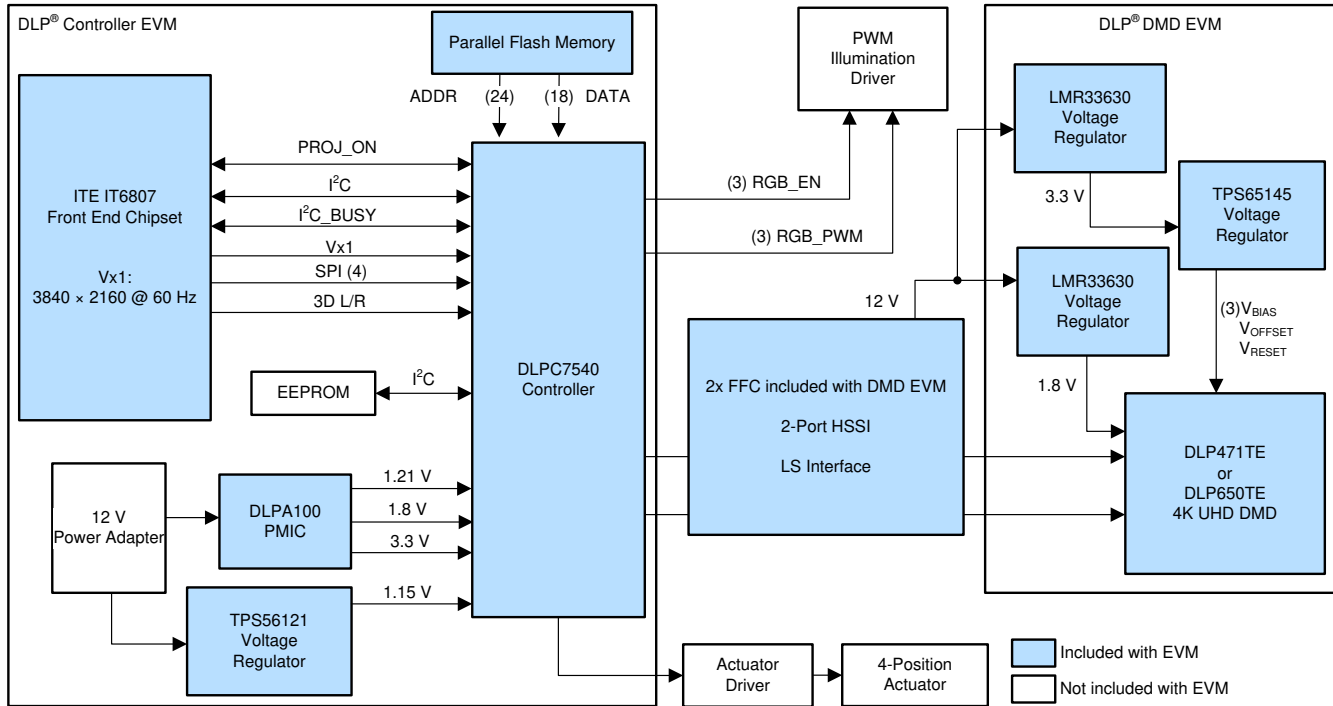 DLP® Controller EVM
Parallel Flash Memory
ADDR (24) (18) DATA
ITE IT6807
Front End Chipset
Vx1:
3840 × 2160 @ 60 Hz
PROJ_ON
I²C
I²C_BUSY
Vx1
SPI (4)
3D L/R
EEPROM
I²C
DLPC7540
Controller
12 V
Power Adapter
DLPA100
PMIC
1.21 V
1.8 V
3.3 V
TPS56121
Voltage
Regulator
1.15 V
PWM
Illumination
Driver
(3) RGB_EN
(3) RGB_PWM
12 V
2x FFC included with DMD EVM
2-Port HSSI
LS Interface
Actuator
Driver
4-Position
Actuator
DLP® DMD EVM
LMR33630
Voltage
Regulator
3.3 V
TPS65145
Voltage
Regulator
LMR33630
Voltage
Regulator
1.8 V
(3)V_BIAS
V_OFFSET
V_RESET
DLP471TE
or
DLP650TE
4K UHD DMD
Included with EVM
Not included with EVM